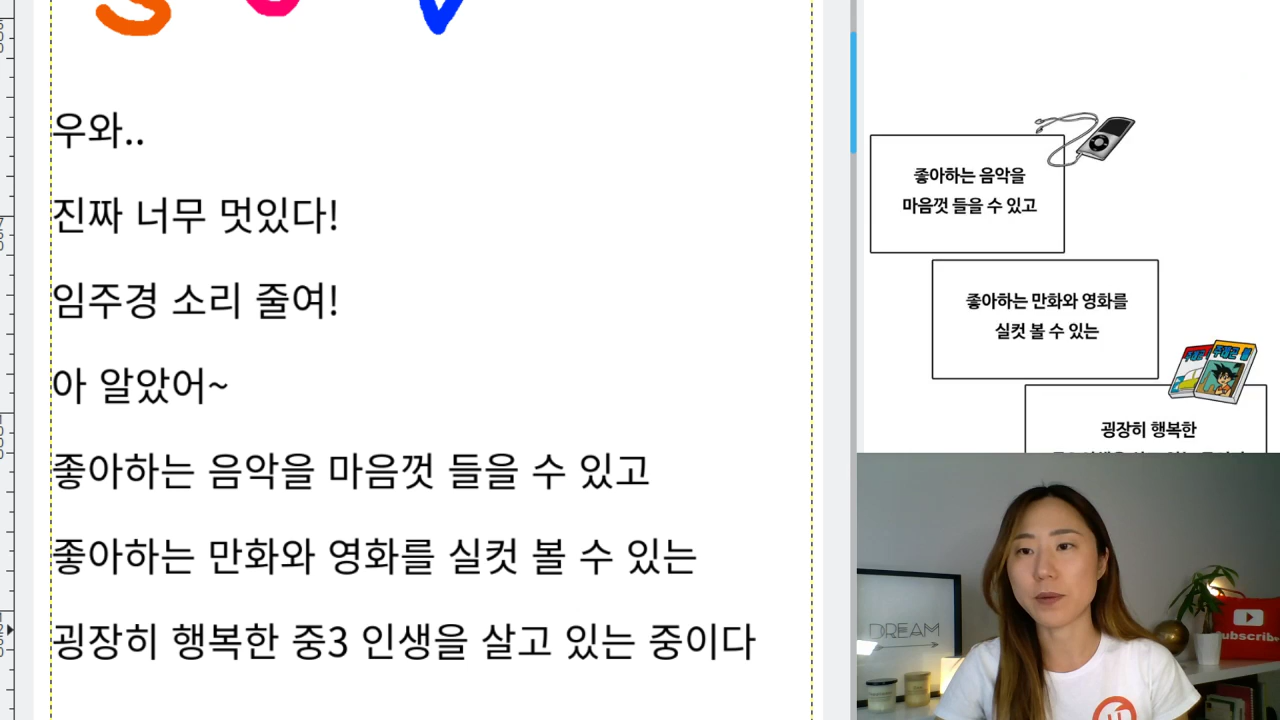 S O V
우와..
진짜 너무 멋있다!
임주경 소리 줄여!
아 알았어~
좋아하는 음악을 마음껏 들을 수 있고
좋아하는 만화와 영화를 실컷 볼 수 있는
굉장히 행복한 중3 인생을 살고 있는 중이다
좋아하는 음악을
마음껏 들을 수 있고
좋아하는 만화와 영화를
실컷 볼 수 있는
굉장히 행복한
DREAM
ubscrib